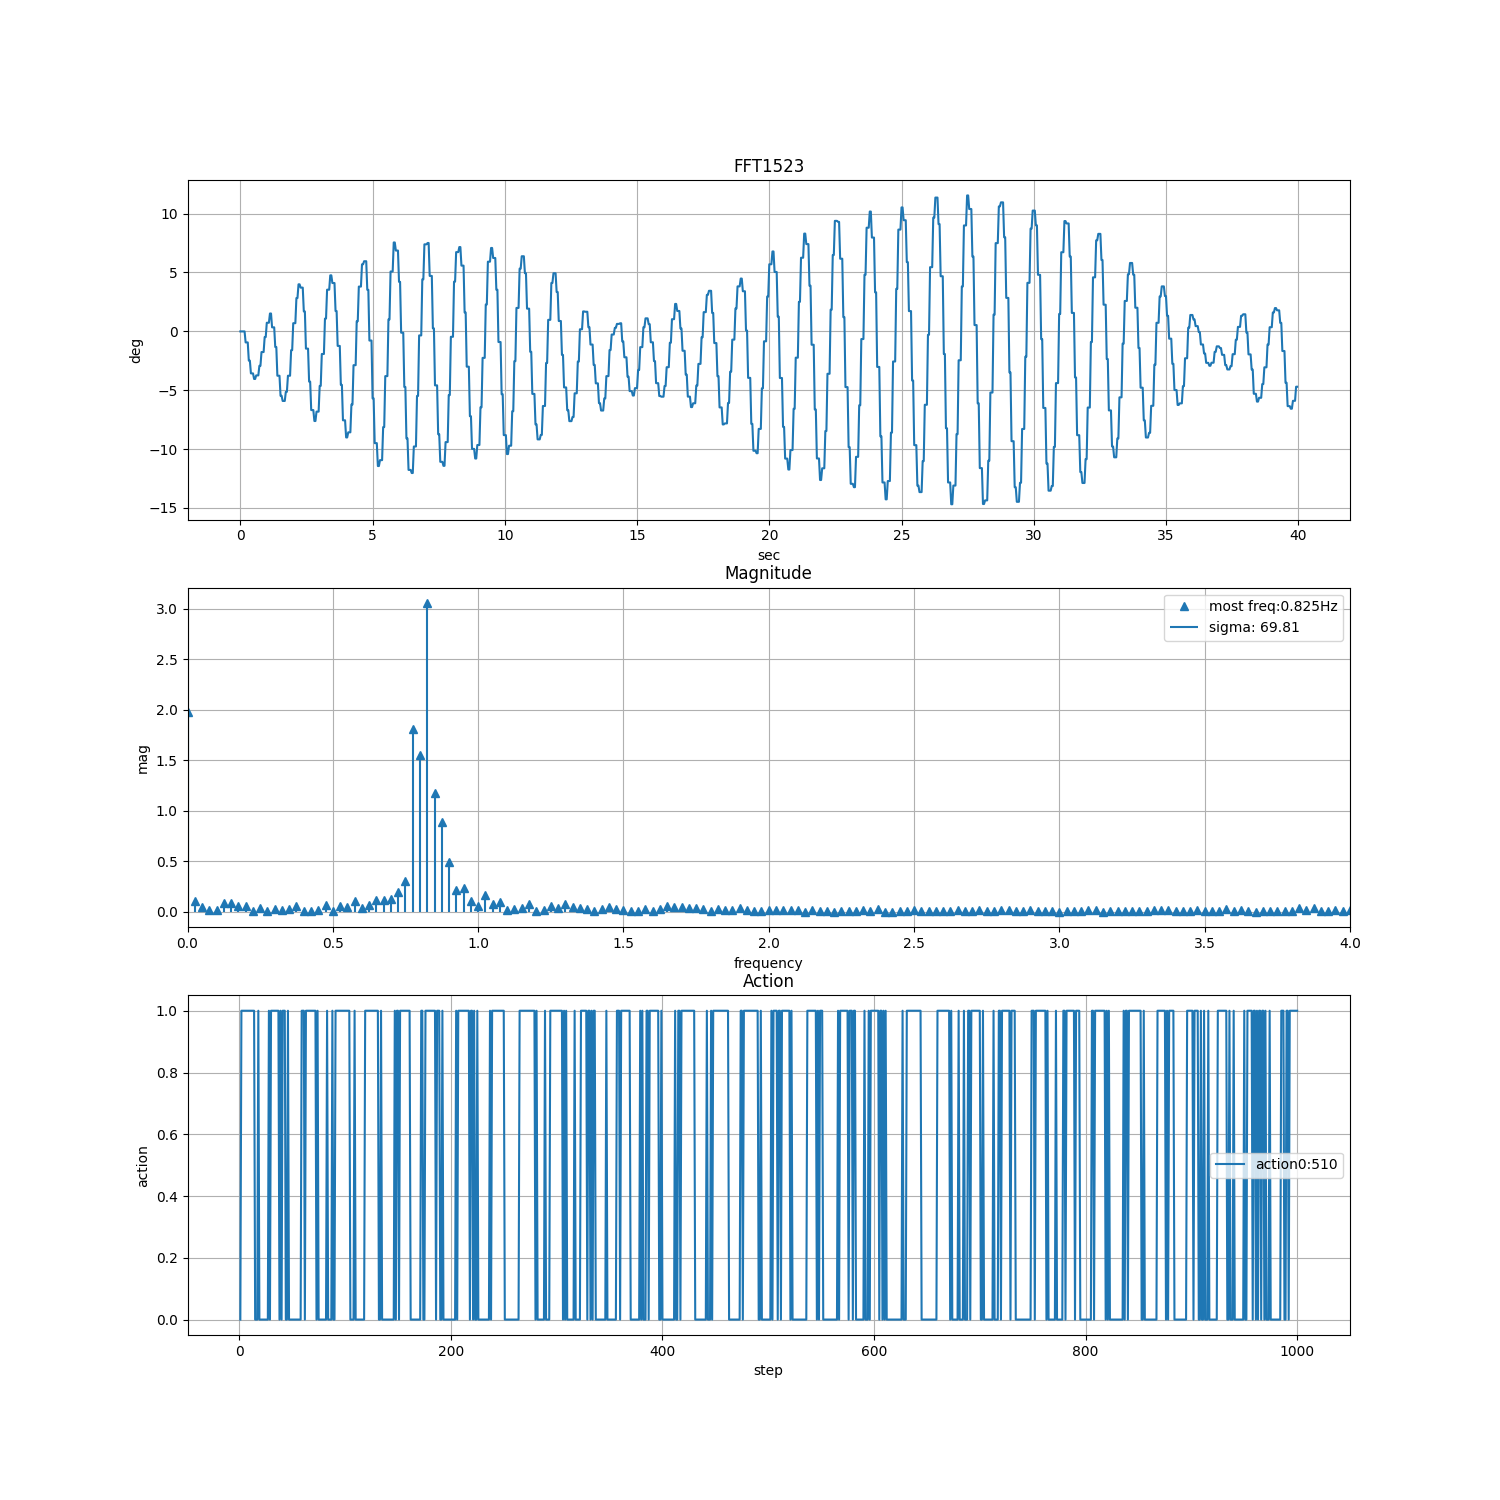 FFT1523
10
5
0
−5
−10
−15
deg
0 5 10 15 20 25 30 35 40
sec
Magnitude
most freq:0.825Hz
sigma: 69.81
3.0
2.5
2.0
1.5
1.0
0.5
0.0
mag
0.0 0.5 1.0 1.5 2.0 2.5 3.0 3.5 4.0
frequency
Action
1.0
0.8
0.6
0.4
0.2
0.0
action
action0:510
0 200 400 600 800 1000
step